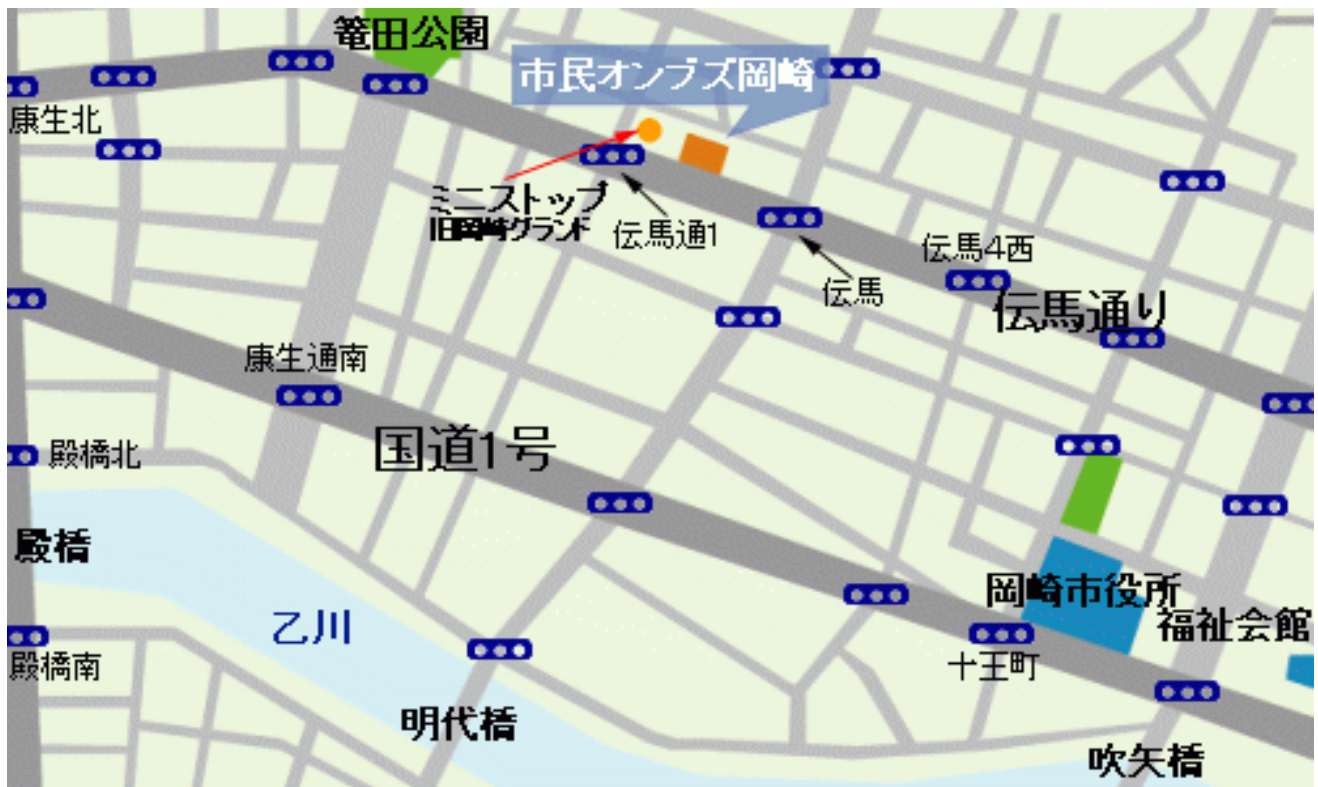 籠田公園
市民オンブズ岡崎
康生北
ミニストップ
旧岡崎グランド
伝馬通1
伝馬4西
伝馬
伝馬通り
康生通南
国道1号
殿橋北
殿橋
岡崎市役所
福祉会館
乙川
殿橋南
十王町
明代橋
吹矢橋